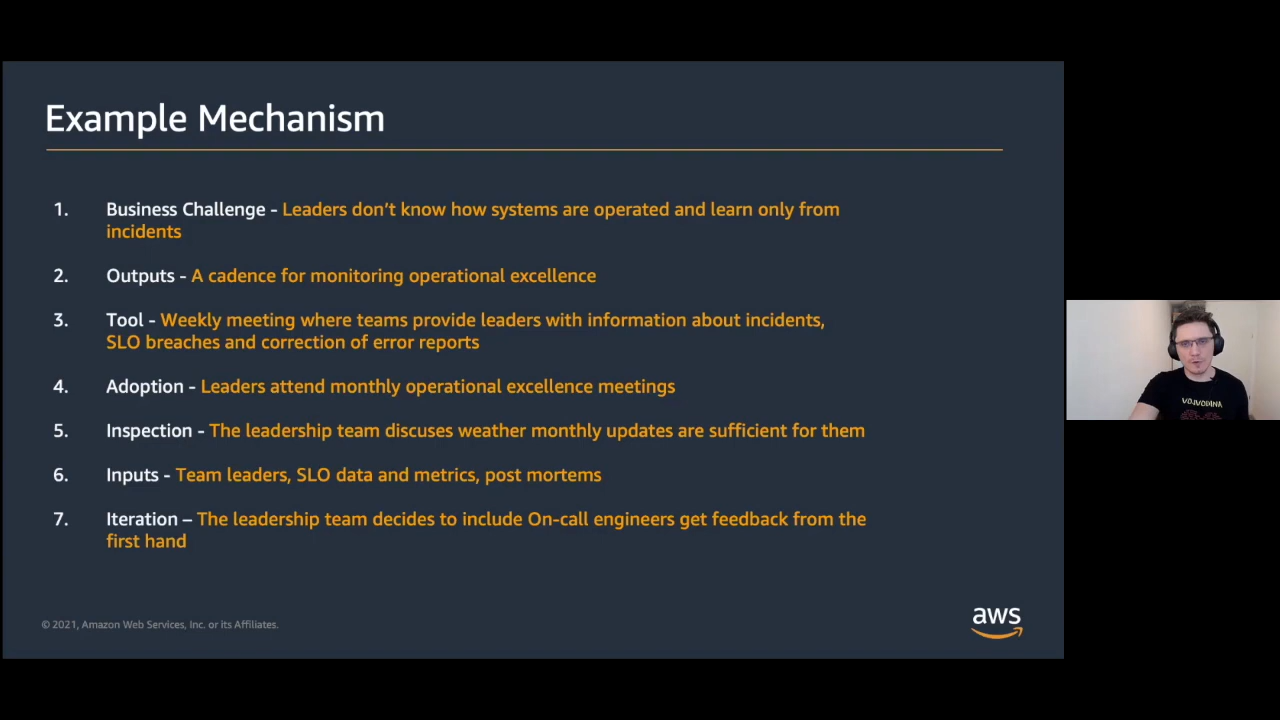 Example Mechanism
1. Business Challenge - Leaders don't know how systems are operated and learn only from
incidents
2. Outputs - A cadence for monitoring operational excellence
3. Tool - Weekly meeting where teams provide leaders with information about incidents,
SLO breaches and correction of error reports
4. Adoption - Leaders attend monthly operational excellence meetings
5. Inspection - The leadership team discuses weather monthly updates are sufficient for them
6. Inputs - Team leaders, SLO data and metrics, post mortems
7. Iteration – The leadership team decides to include On-call engineers get feedback from the
first hand
© 2021, Amazon Web Services, Inc. or its Affiliates.
aws
VOJVODINA